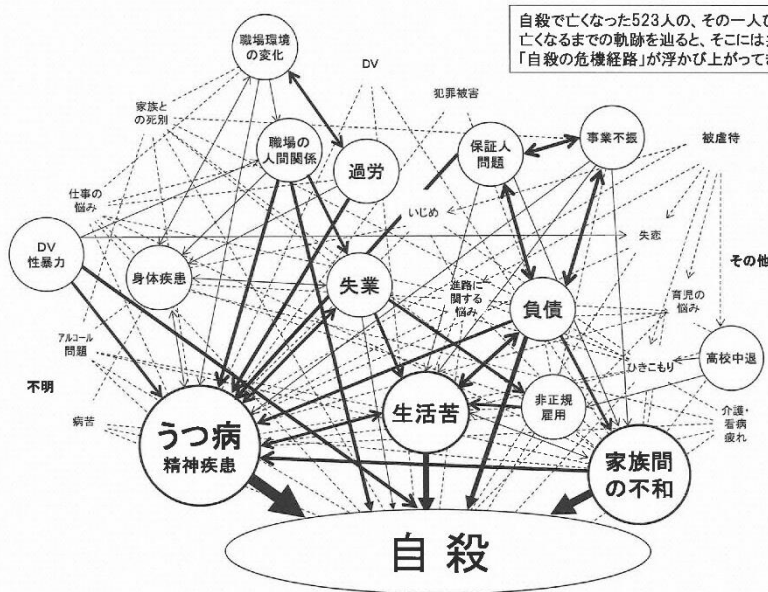 自殺で亡くなった523人の、その一人ひ
亡くなるまでの軌跡を辿ると、そこには
「自殺の危機経路」が浮かび上がって
職場環境
の変化
DV
犯罪被害
家族と
の死別
職場の
人間関係
過労
保証人
問題
事業不振
被虐待
仕事の
悩み
いじめ
失恋
DV
性暴力
その他
身体疾患
失業
進路に
関する
悩み
負債
育児の
悩み
アルコール
問題
ひきこもり
高校中退
不明
病苦
うつ病
精神疾患
生活苦
非正規
雇用
介護・
看病
疲れ
家族間
の不和
自殺